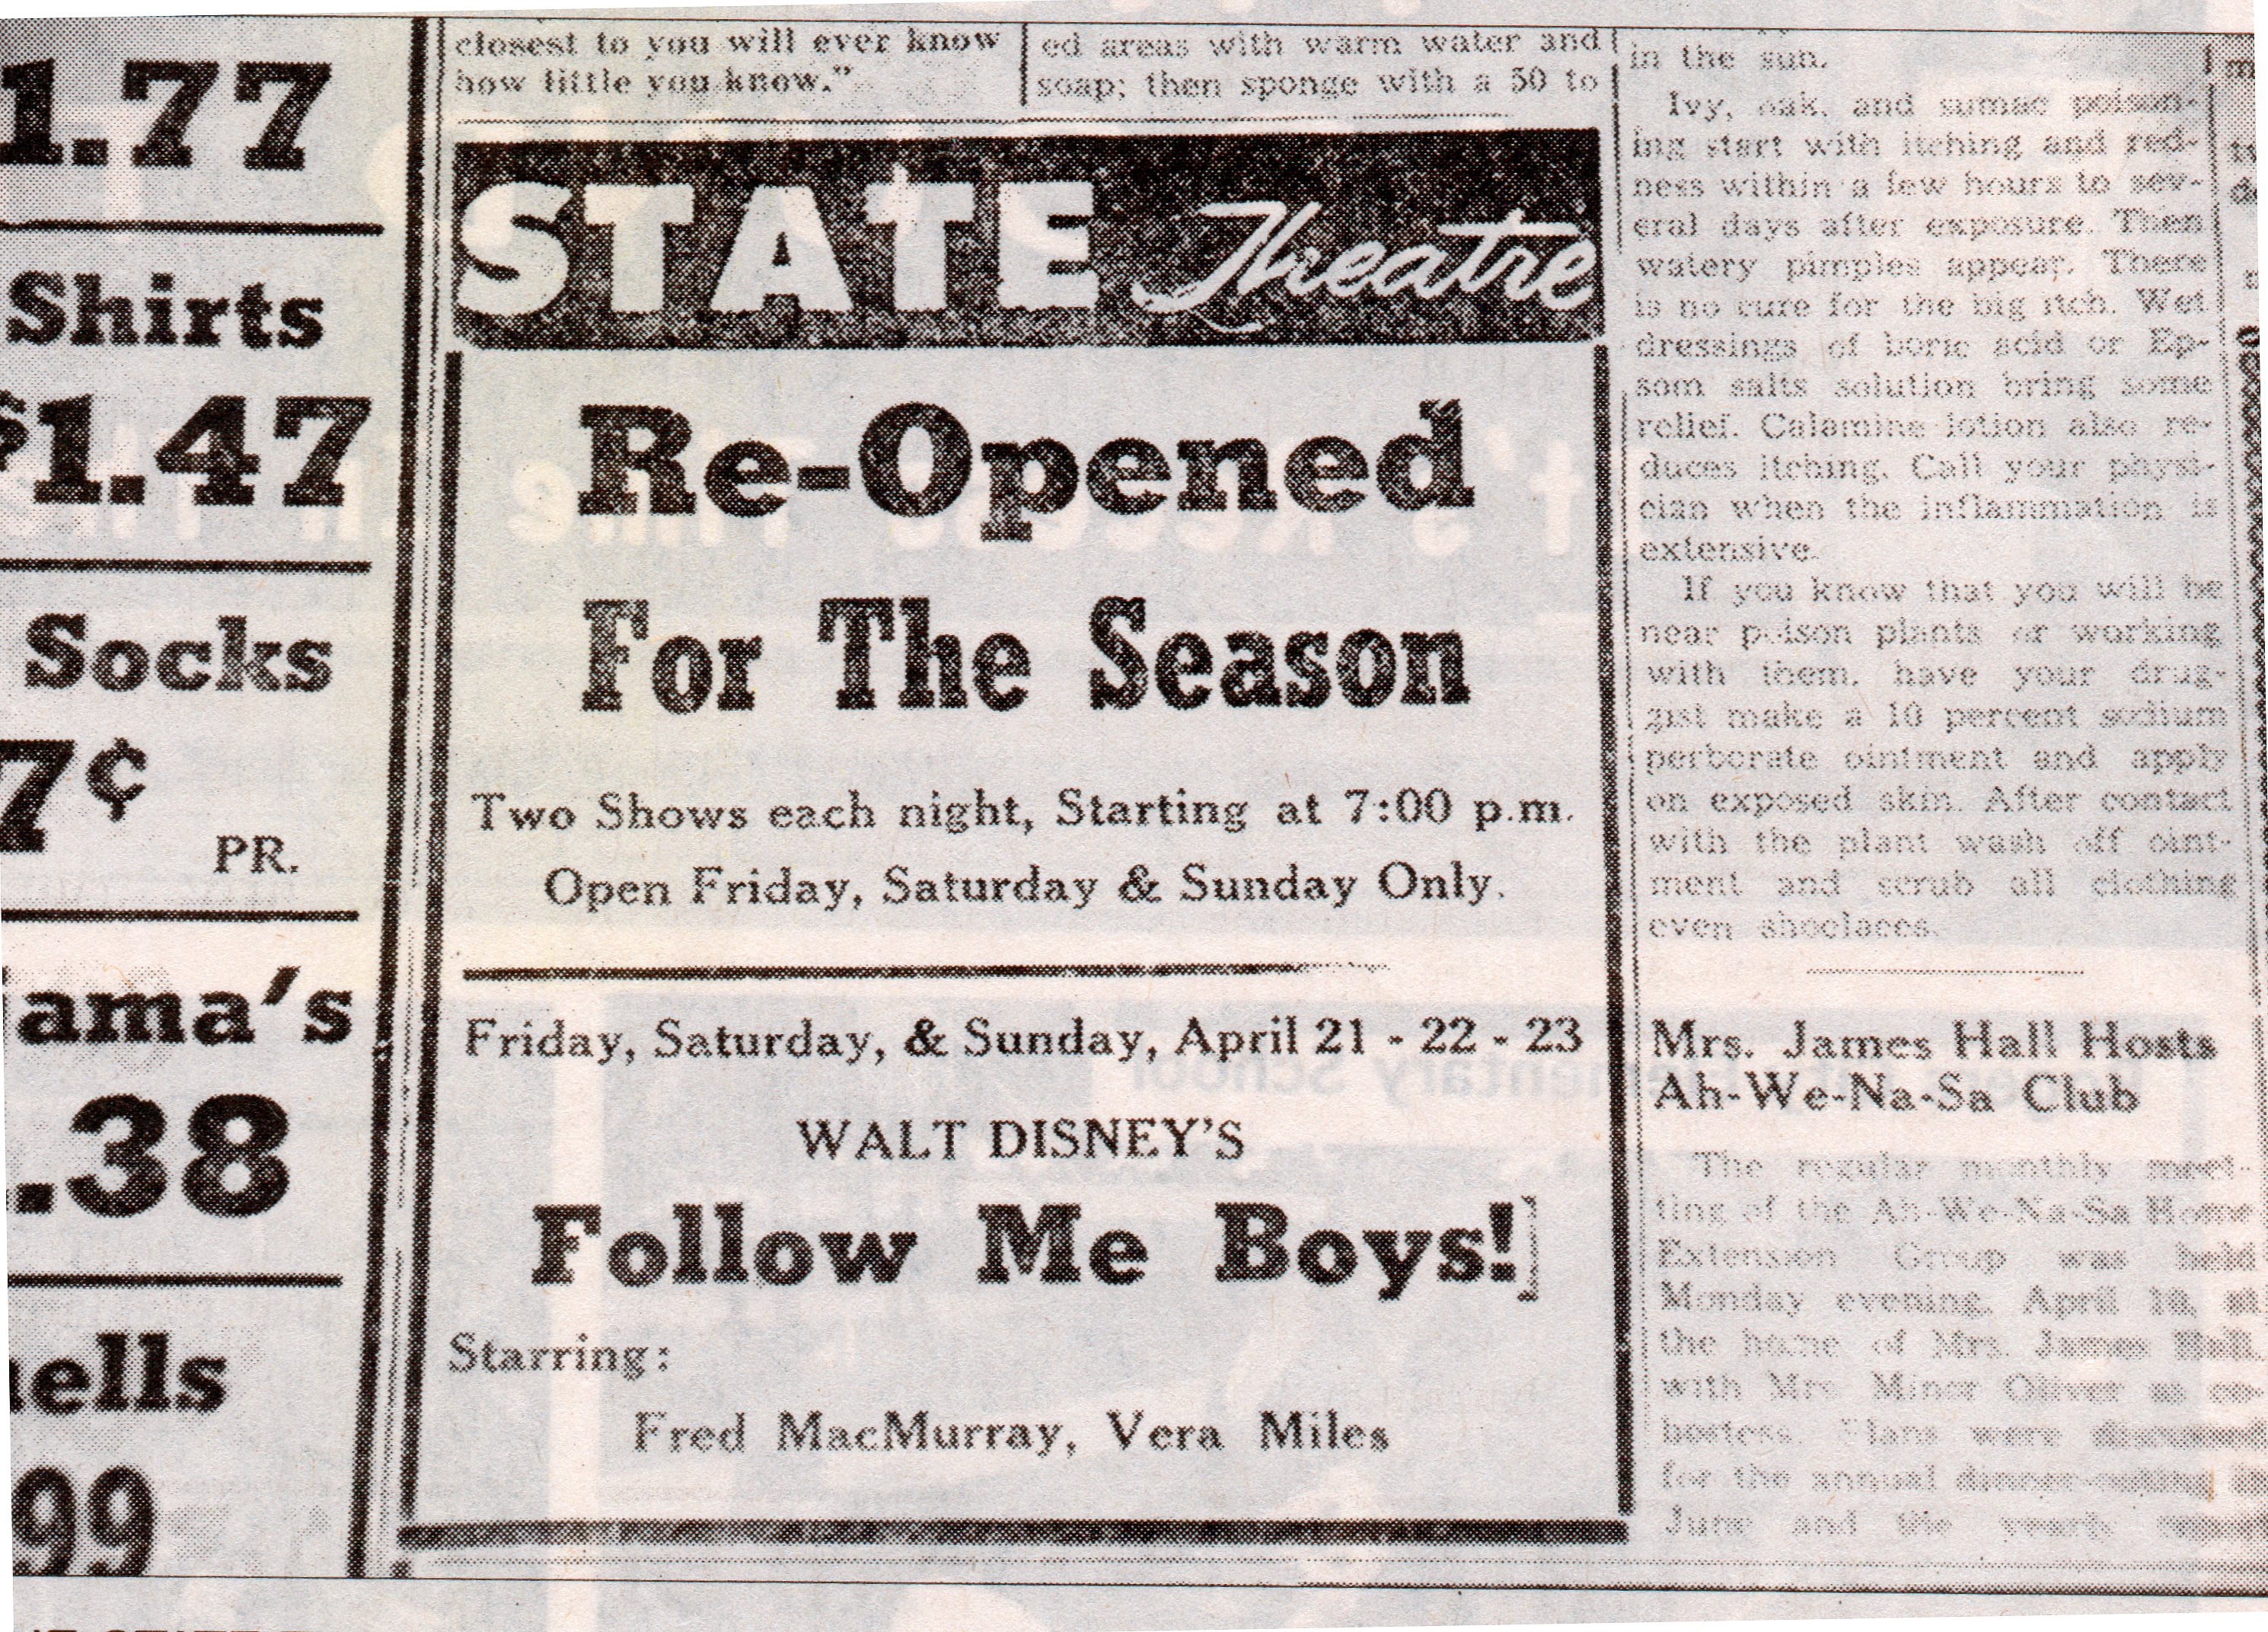 1.77
Shirts
$1.47
Socks
7¢
PR.
ama's
.38
ells
99
closest to you will ever know
how little you know."
ed areas with warm water and
soap; then sponge with a 50 to
STATE Theatre
Re-Opened
For The Season
Two Shows each night, Starting at 7:00 p.m.
Open Friday, Saturday & Sunday Only.
Friday, Saturday, & Sunday, April 21 - 22 - 23
WALT DISNEY'S
Follow Me Boys!
Starring:
Fred MacMurray, Vera Miles
in the sun.
Ivy, oak, and sumac poison-
ing start with itching and red-
ness within a few hours to sev-
eral days after exposure. Then
watery pimples appear. There
is no cure for the big itch. Wet
dressings of boric acid or Ep-
som salts solution bring some
relief. Calamine lotion also re-
duces itching. Call your physi-
cian when the inflammation is
extensive.
If you know that you will be
near poison plants or working
with them, have your drug-
gist make a 10 percent sodium
perborate ointment and apply
on exposed skin. After contact
with the plant wash off oint-
ment and scrub all clothing
even shoelaces.
Mrs. James Hall Hosts
Ah-We-Na-Sa Club
The regular monthly meet-
ting of the Ah-We-Na-Sa Home
Extension Group was held
Monday evening, April 10, at
the home of Mrs. James Hall,
with Mrs. Minor Oliver as co-
hostess. Plans were discussed
for the annual dinner-outing in
June and the yearly